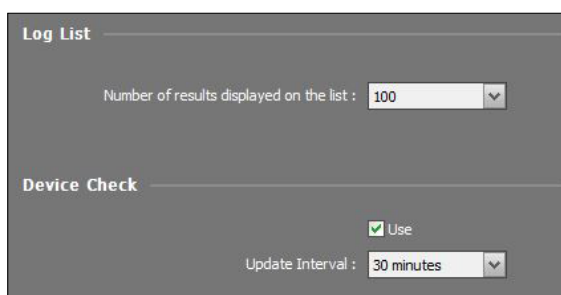 Log List
Number of results displayed on the list : 100
Device Check
Use
Update Interval : 30 minutes